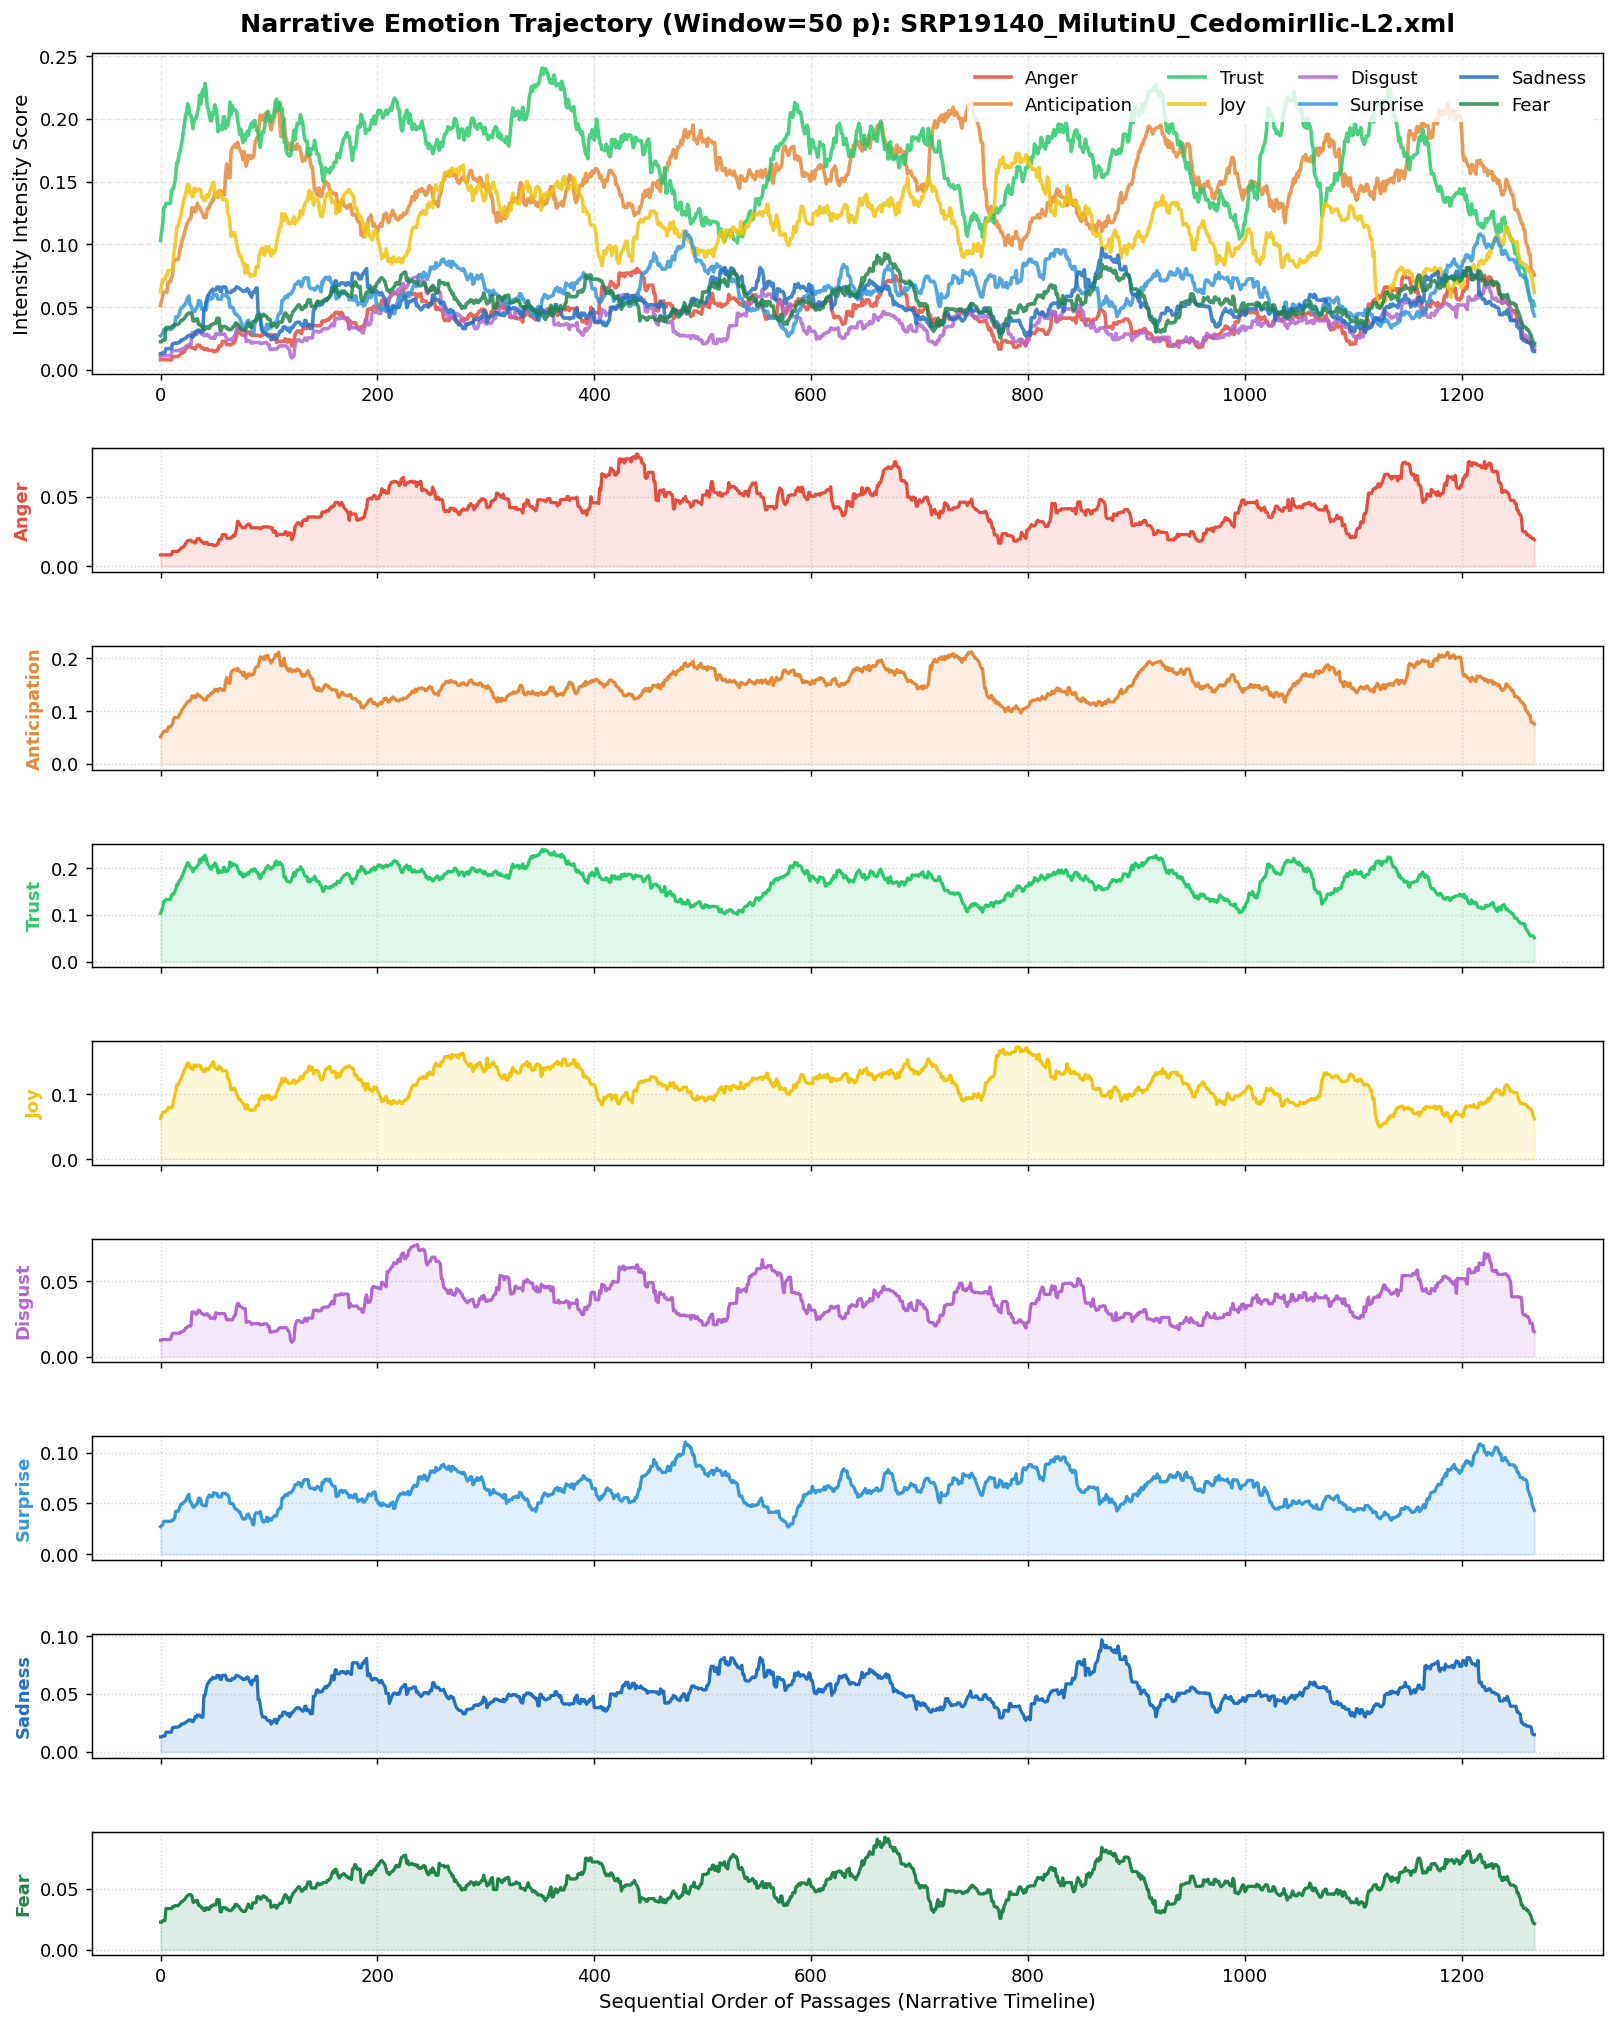 Narrative Emotion Trajectory (Window=50 p): SRP19140_MilutinU_CedomirIlic-L2.xml
Intensity Intensity Score
0.25
0.20
0.15
0.10
0.05
0.00
Anger
Anticipation
Trust
Joy
Disgust
Surprise
Sadness
Fear
0 200 400 600 800 1000 1200
Anger
0.05
0.00
Anticipation
0.2
0.1
0.0
Trust
0.2
0.1
0.0
Joy
0.1
0.0
Disgust
0.05
0.00
Surprise
0.10
0.05
0.00
Sadness
0.10
0.05
0.00
Fear
0.05
0.00
0 200 400 600 800 1000 1200
Sequential Order of Passages (Narrative Timeline)